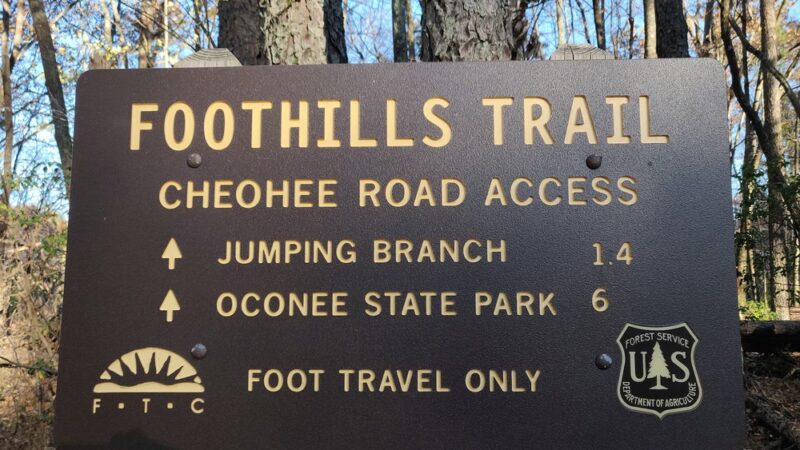 FOOTHILLS TRAIL
CHEOHEE ROAD ACCESS
↑ JUMPING BRANCH 1.4
↑ OCONEE STATE PARK 6
FOOT TRAVEL ONLY
F • T • C
FOREST SERVICE
U S
DEPARTMENT OF AGRICULTURE